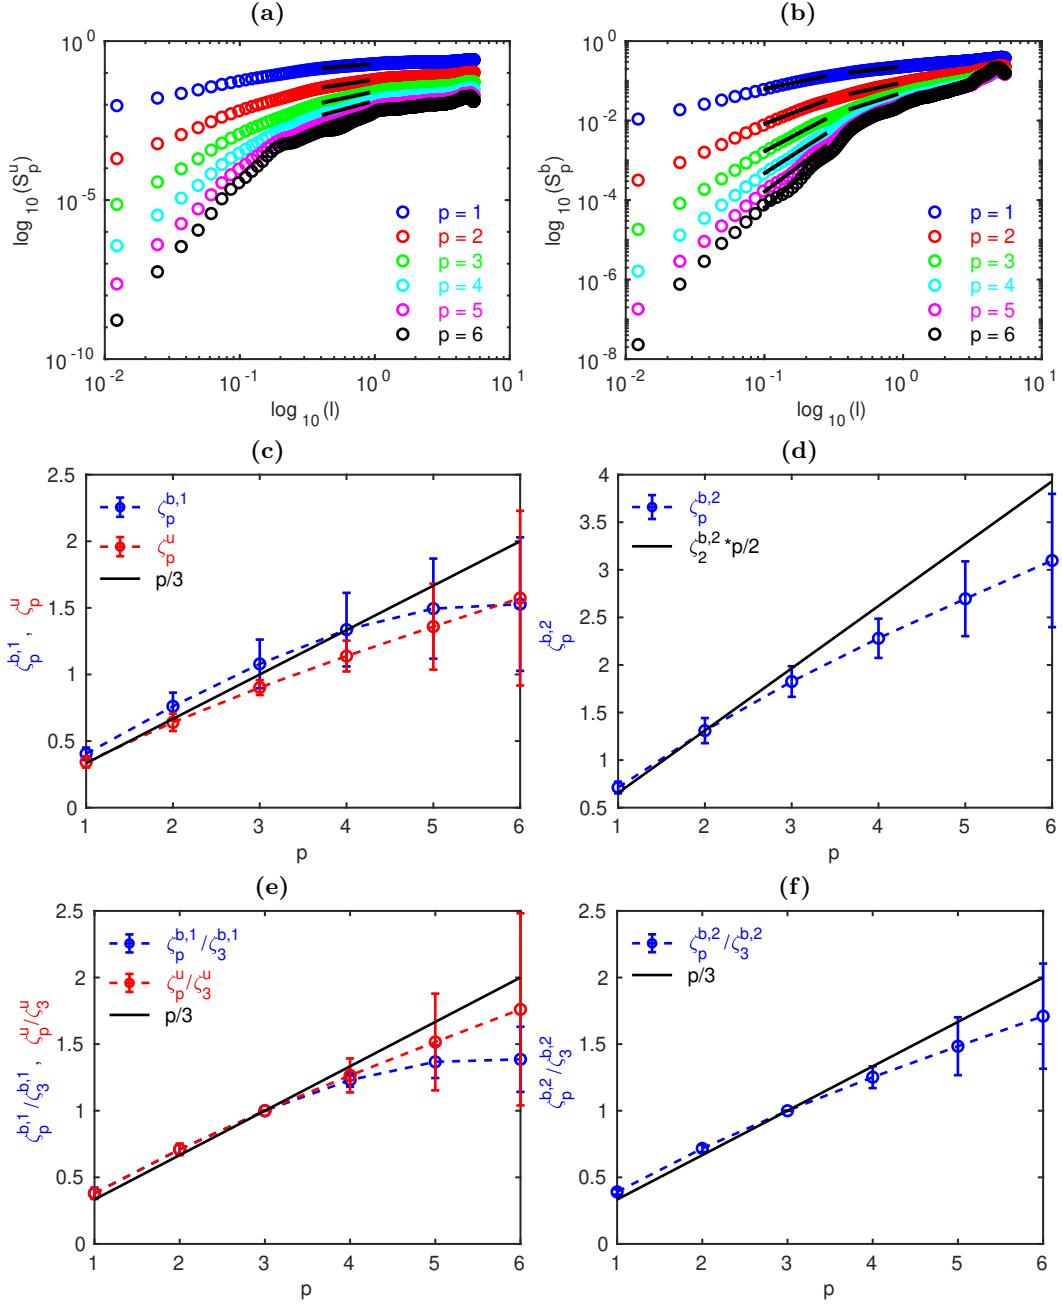 (a)
10^0
10^-5
10^-10
log_10(S_p^u)
p = 1
p = 2
p = 3
p = 4
p = 5
p = 6
10^-2 10^-1 10^0 10^1
log_10(l)
(b)
10^0
10^-2
10^-4
10^-6
10^-8
log_10(S_p^b)
p = 1
p = 2
p = 3
p = 4
p = 5
p = 6
10^-2 10^-1 10^0 10^1
log_10(l)
(c)
2.5
2
1.5
1
0.5
0
ζ_p^b,1 , ζ_p^u
ζ_p^b,1
ζ_p^u
p/3
1 2 3 4 5 6
p
(d)
4
3.5
3
2.5
2
1.5
1
0.5
ζ_p^b,2
ζ_p^b,2
ζ_2^b,2 *p/2
1 2 3 4 5 6
p
(e)
2.5
2
1.5
1
0.5
0
ζ_p^b,1/ζ_3^b,1 , ζ_p^u/ζ_3^u
ζ_p^b,1/ζ_3^b,1
ζ_p^u/ζ_3^u
p/3
1 2 3 4 5 6
p
(f)
2.5
2
1.5
1
0.5
0
ζ_p^b,2/ζ_3^b,2
ζ_p^b,2/ζ_3^b,2
p/3
1 2 3 4 5 6
p